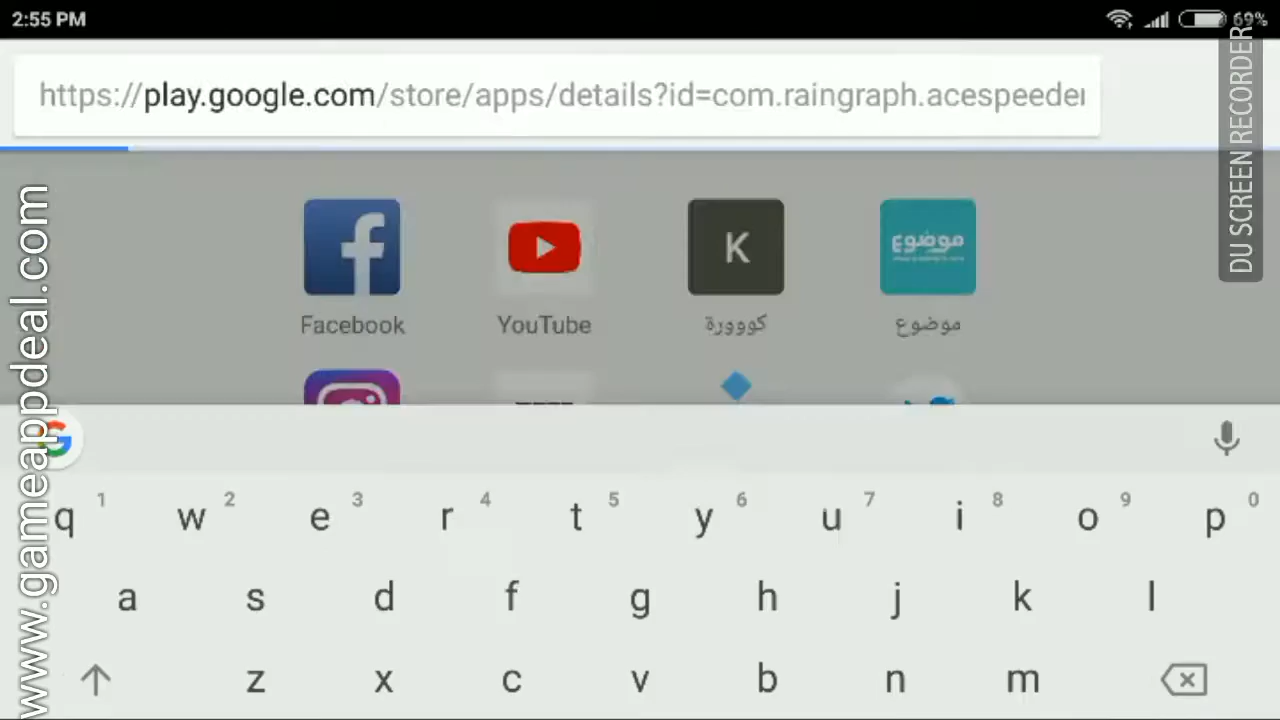 2:55 PM
69%
https://play.google.com/store/apps/details?id=com.raingraph.acespeeder
DU SCREEN RECORDER
www.gameappdeal.com
موضوع
K
Facebook
YouTube
كووورة
موضوع
G
1 2 3 4 5 6 7 8 9 0
q w e r t y u i o p
a s d f g h j k l
z x c v b n m